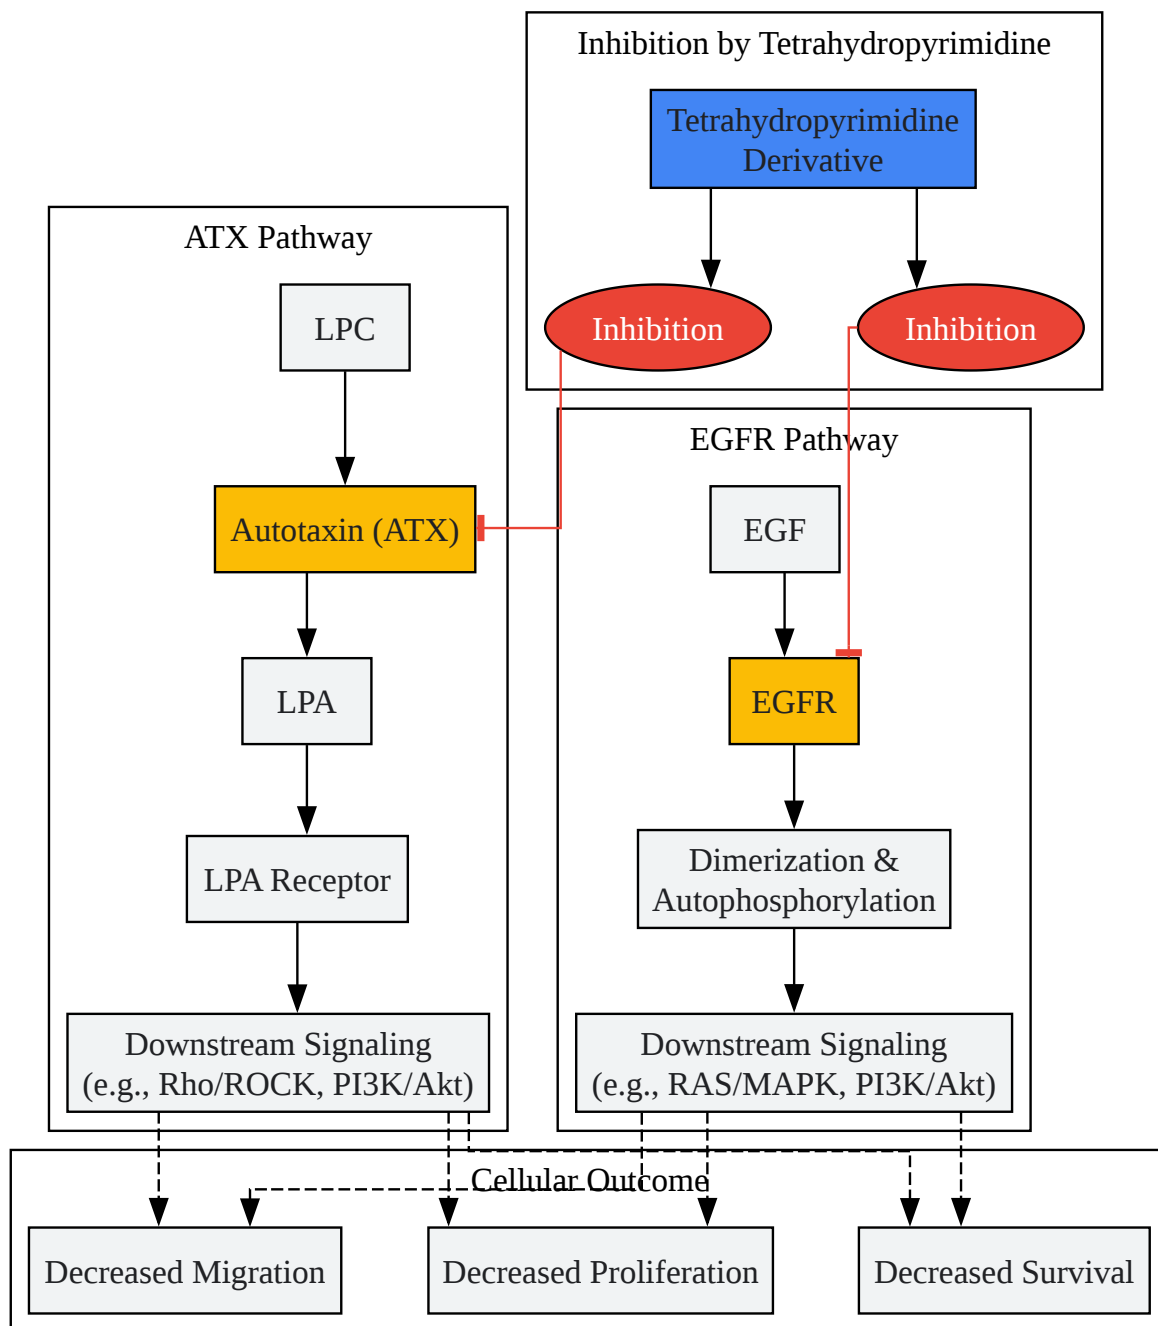 Inhibition by Tetrahydropyrimidine
Tetrahydropyrimidine
Derivative
Inhibition
Inhibition
ATX Pathway
LPC
Autotaxin (ATX)
LPA
LPA Receptor
Downstream Signaling
(e.g., Rho/ROCK, PI3K/Akt)
EGFR Pathway
EGF
EGFR
Dimerization &
Autophosphorylation
Downstream Signaling
(e.g., RAS/MAPK, PI3K/Akt)
Cellular Outcome
Decreased Migration
Decreased Proliferation
Decreased Survival